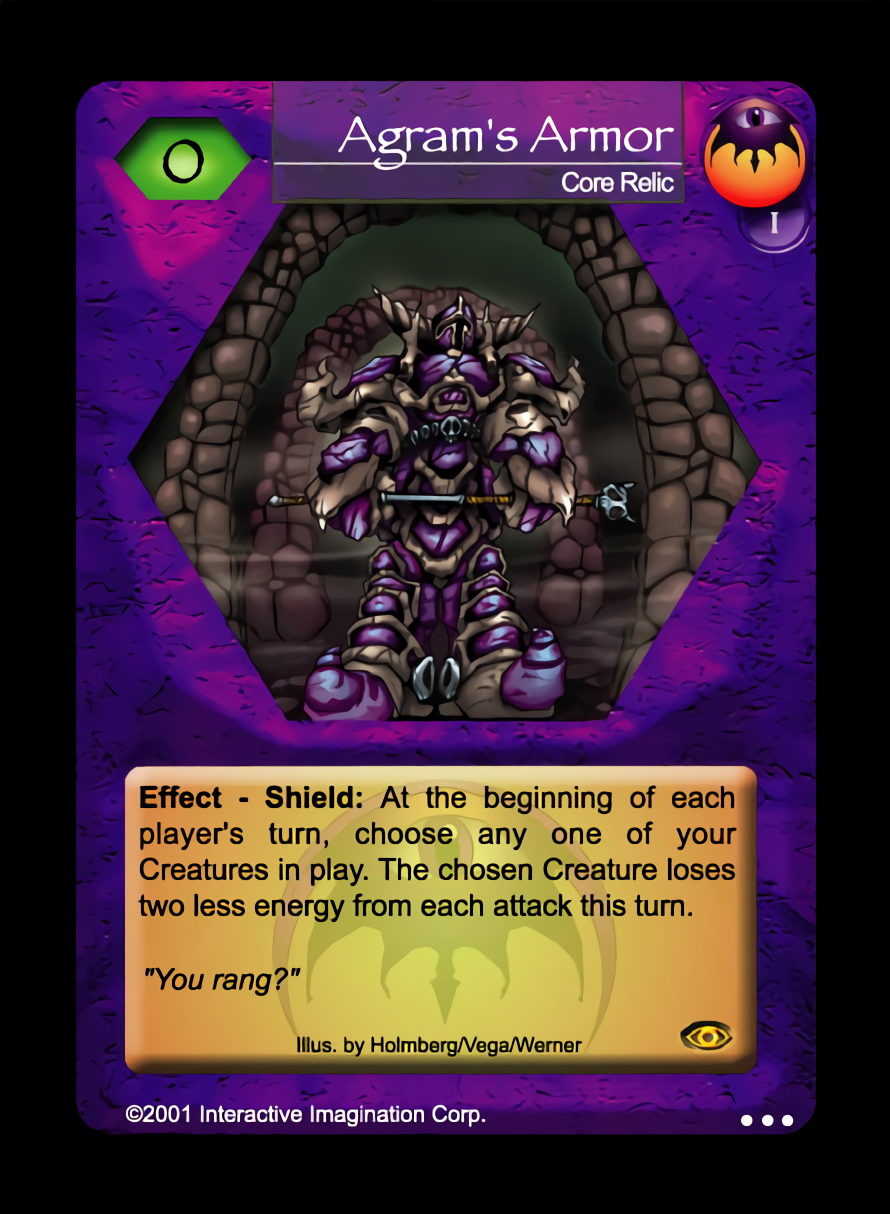 0
Agram's Armor
Core Relic
I
Effect - Shield: At the beginning of each
player's turn, choose any one of your
Creatures in play. The chosen Creature loses
two less energy from each attack this turn.
"You rang?"
Illus. by Holmberg/Vega/Werner
©2001 Interactive Imagination Corp.